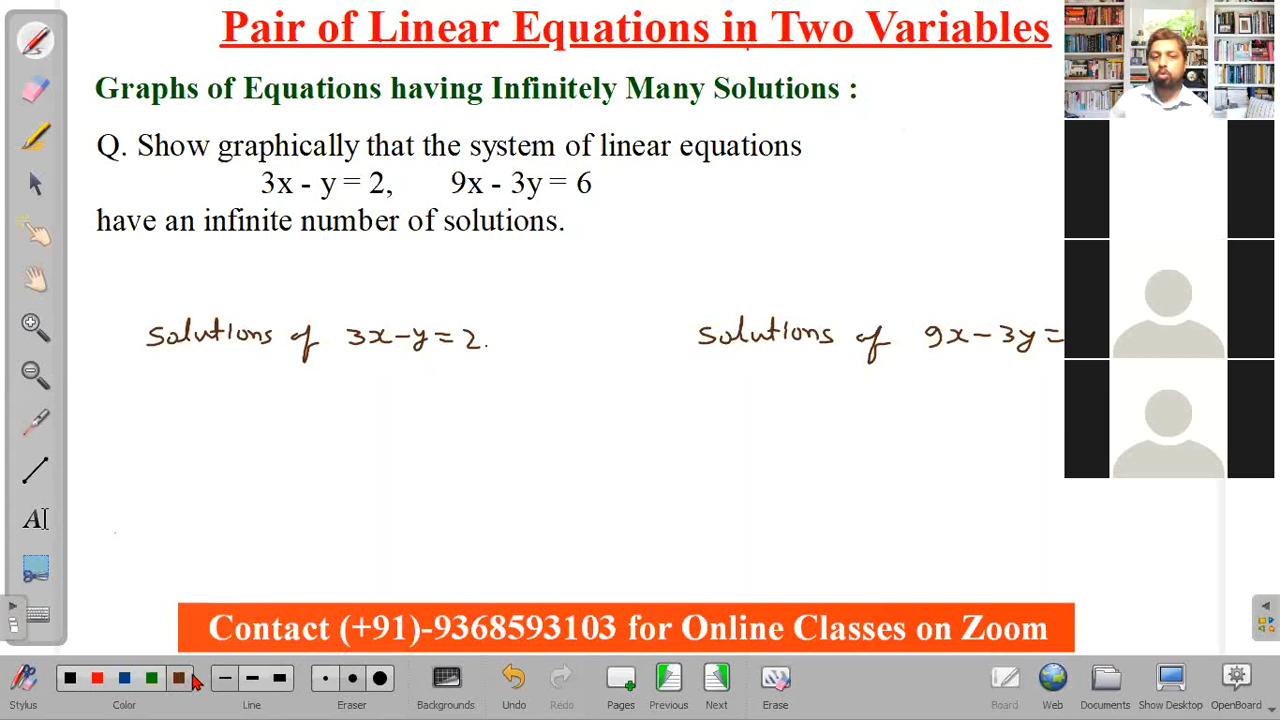 Pair of Linear Equations in Two Variables
Graphs of Equations having Infinitely Many Solutions :
Q. Show graphically that the system of linear equations
3x - y = 2, 9x - 3y = 6
have an infinite number of solutions.
Solutions of 3x-y=2.
Solutions of 9x-3y=
AI
Contact (+91)-9368593103 for Online Classes on Zoom
Stylus Color Line Eraser Backgrounds Undo Redo Pages Previous Next Erase Board Web Documents Show Desktop OpenBoard